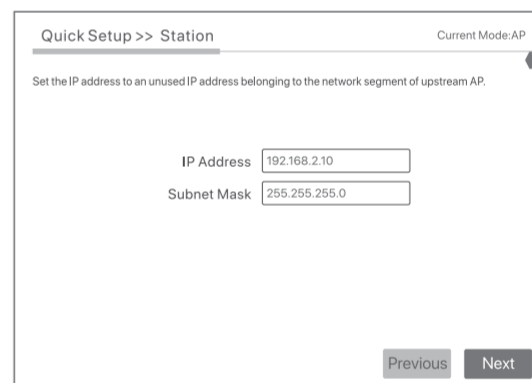 Quick Setup >> Station
Current Mode:AP
Set the IP address to an unused IP address belonging to the network segment of upstream AP.
IP Address 192.168.2.10
Subnet Mask 255.255.255.0
Previous Next